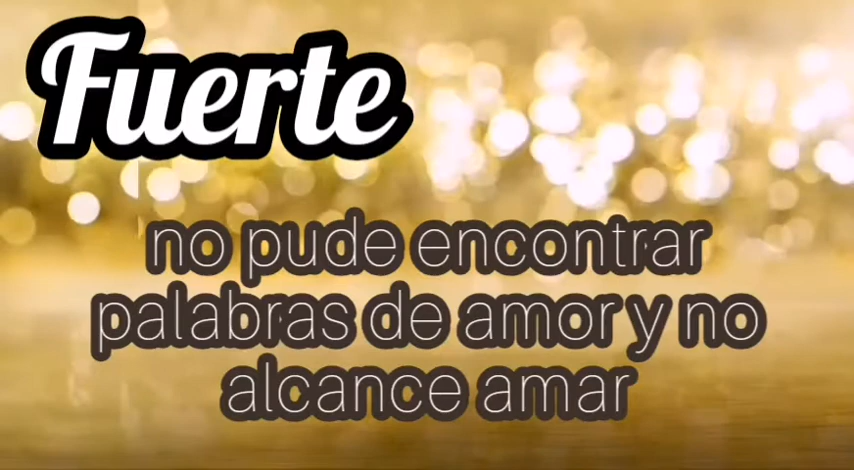 Fuerte
no pude encontrar
palabras de amor y no
alcance amar